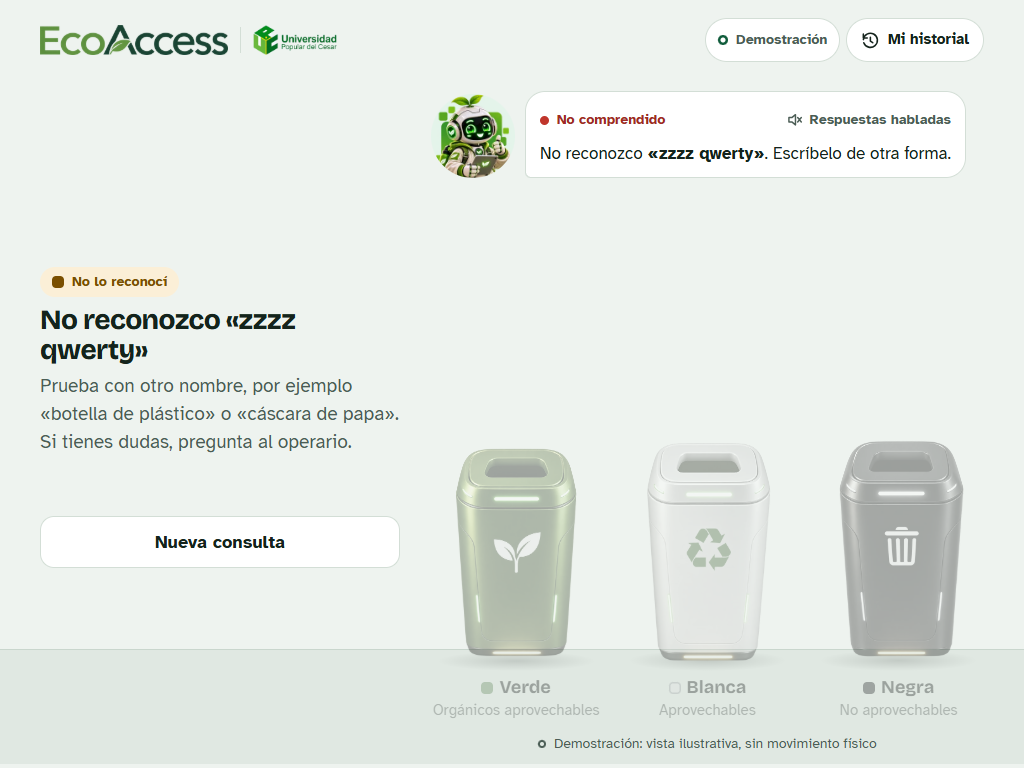 EcoAccess
Universidad
Popular del Cesar
Demostración
Mi historial
No comprendido
Respuestas habladas
No reconozco «zzzz qwerty». Escríbelo de otra forma.
No lo reconocí
No reconozco «zzzz
qwerty»
Prueba con otro nombre, por ejemplo
«botella de plástico» o «cáscara de papa».
Si tienes dudas, pregunta al operario.
Nueva consulta
Verde
Orgánicos aprovechables
Blanca
Aprovechables
Negra
No aprovechables
Demostración: vista ilustrativa, sin movimiento físico